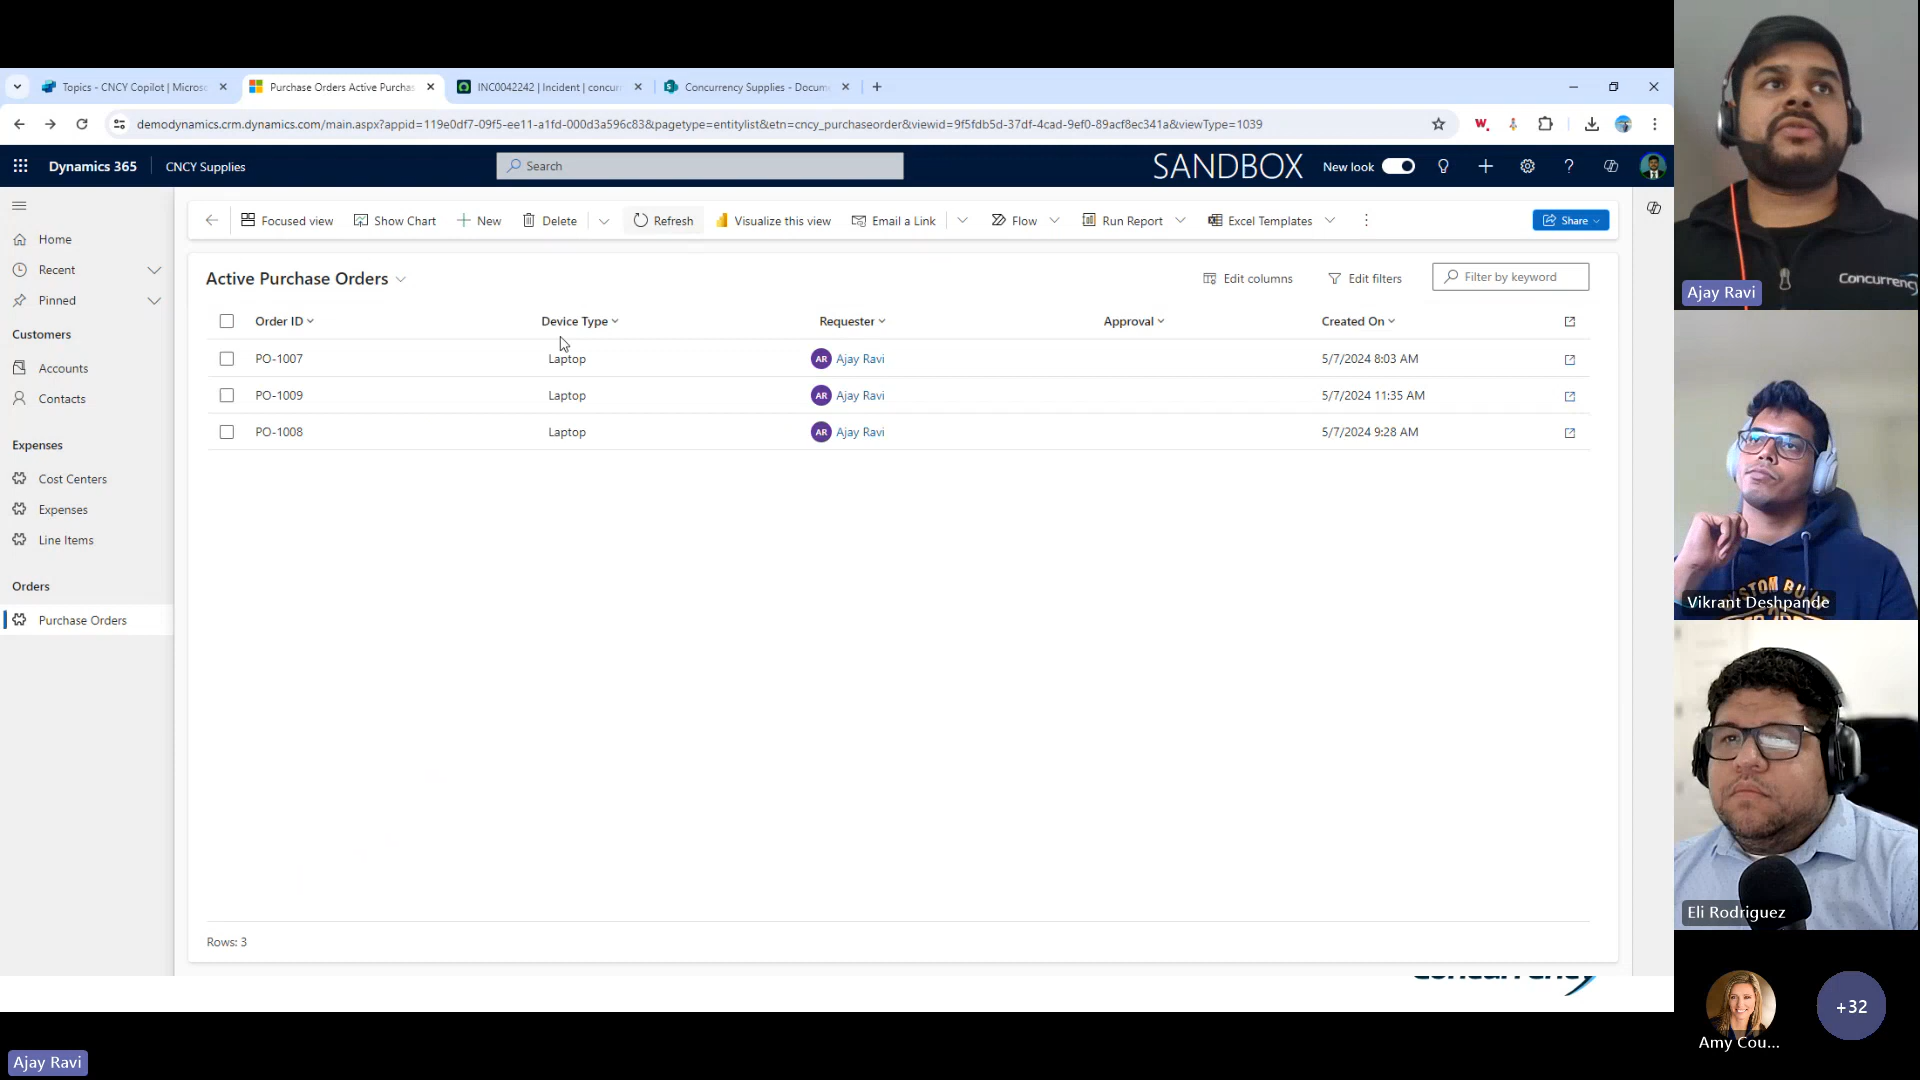 Topics - CNCY Copilot | Micros
Purchase Orders Active Purcha
INC0042242 | Incident | concur
Concurrency Supplies - Docum
demodynamics.crm.dynamics.com/main.aspx?appid=119e0df7-09f5-ee11-a1fd-000d3a596c83&pagetype=entitylist&etn=cncy_purchaseorder&viewid=9f5fdb5d-37df-4cad-9ef0-89acf8ec341a&viewType=1039
Dynamics 365
CNCY Supplies
Search
SANDBOX
New look
Focused view
Show Chart
New
Delete
Refresh
Visualize this view
Email a Link
Flow
Run Report
Excel Templates
Share
Home
Recent
Pinned
Customers
Accounts
Contacts
Expenses
Cost Centers
Expenses
Line Items
Orders
Purchase Orders
Active Purchase Orders
Edit columns
Edit filters
Filter by keyword
Order ID Device Type Requester Approval Created On
PO-1007 Laptop AR Ajay Ravi 5/7/2024 8:03 AM
PO-1009 Laptop AR Ajay Ravi 5/7/2024 11:35 AM
PO-1008 Laptop AR Ajay Ravi 5/7/2024 9:28 AM
Rows: 3
Ajay Ravi
Vikrant Deshpande
Eli Rodriguez
Amy Cou...
+32
Ajay Ravi